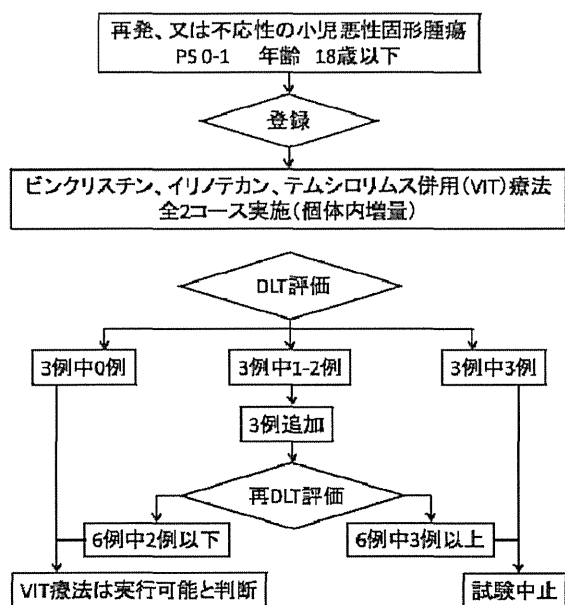 再発、又は不応性の小児悪性固形腫瘍
PS 0-1 年齢 18歳以下
登録
ビンクリスチン、イリノテカン、テムシロリムス併用(VIT)療法
全2コース実施(個体内増量)
DLT評価
3例中0例
3例中1-2例
3例中3例
3例追加
再DLT評価
6例中2例以下
6例中3例以上
VIT療法は実行可能と判断
試験中止